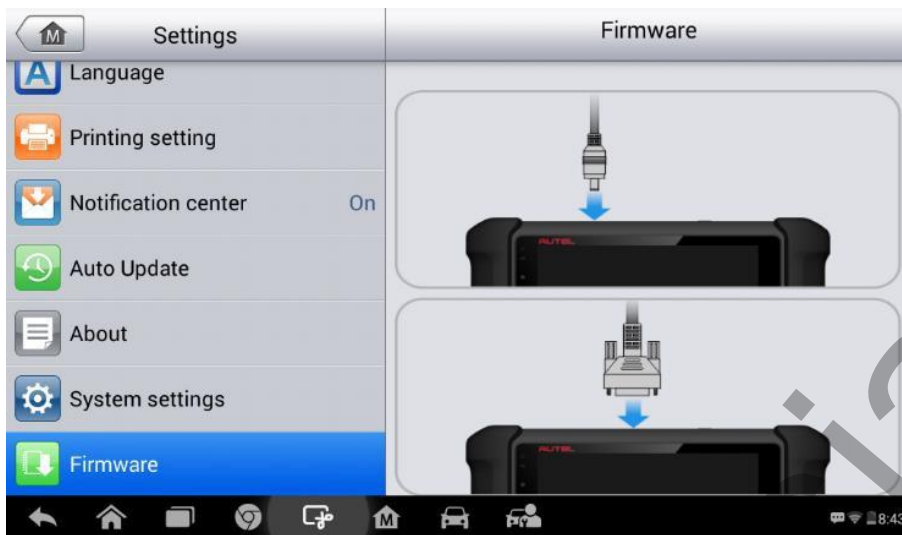 Settings
Firmware
Language
Printing setting
Notification center On
Auto Update
About
System settings
Firmware
AUTEL
AUTEL
8:43